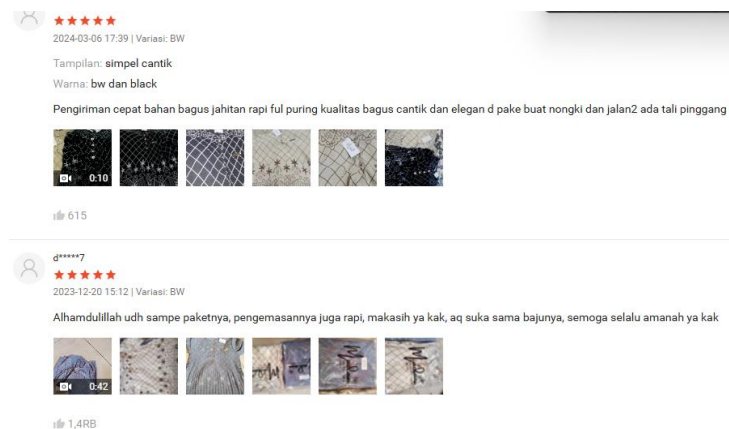 2024-03-06 17:39 | Variasi: BW
Tampilan: simpel cantik
Warna: bw dan black
Pengiriman cepat bahan bagus jahitan rapi ful puring kualitas bagus cantik dan elegan d pake buat nongki dan jalan2 ada tali pinggang
0:10
615
d*****7
2023-12-20 15:12 | Variasi: BW
Alhamdulillah udh sampe paketnya, pengemasannya juga rapi, makasih ya kak, aq suka sama bajunya, semoga selalu amanah ya kak
0:42
1,4RB